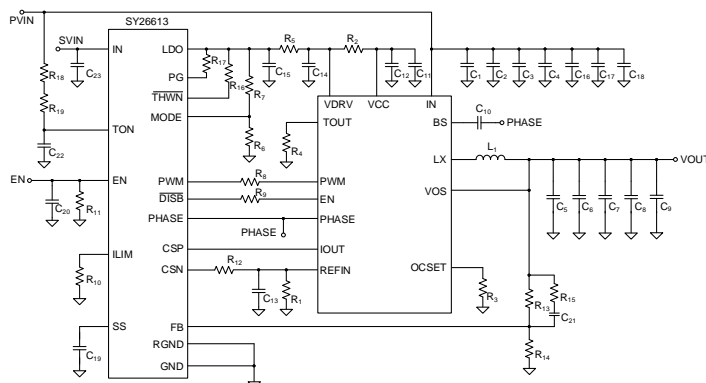 PVIN
SY26613
SVIN
IN
LDO
C23
R18
R19
TON
C22
PG
THWN
MODE
R17
R16
R7
R6
C15
R5
C14
R2
C12
C11
C1
C2
C3
C4
C16
C17
C18
VDRV
VCC
IN
TOUT
R4
BS
C10
PHASE
LX
L1
VOUT
VOS
C5
C6
C7
C8
C9
EN
EN
C20
R11
PWM
R8
PWM
DISB
R9
EN
PHASE
PHASE
PHASE
CSP
IOUT
ILIM
R10
CSN
R12
REFIN
C13
R1
OCSET
R3
R13
R15
C21
SS
C19
FB
R14
RGND
GND